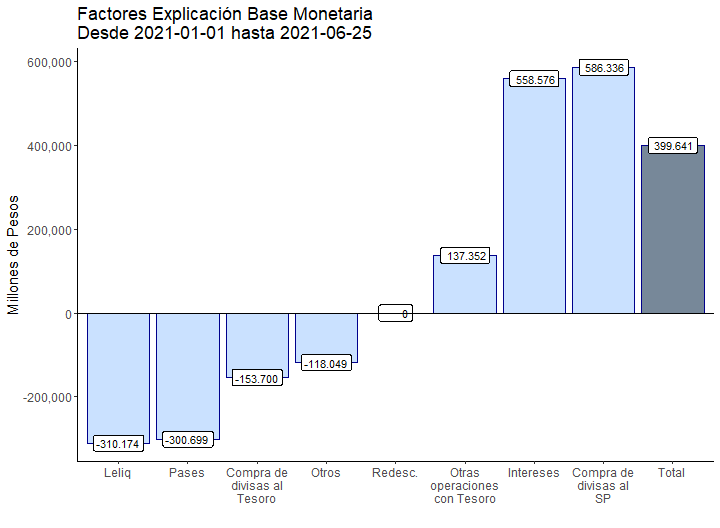 Factores Explicación Base Monetaria
Desde 2021-01-01 hasta 2021-06-25
Millones de Pesos
600,000
400,000
200,000
0
-200,000
-310.174
-300.699
-153.700
-118.049
0
137.352
558.576
586.336
399.641
Leliq
Pases
Compra de
divisas al
Tesoro
Otros
Redesc.
Otras
operaciones
con Tesoro
Intereses
Compra de
divisas al
SP
Total